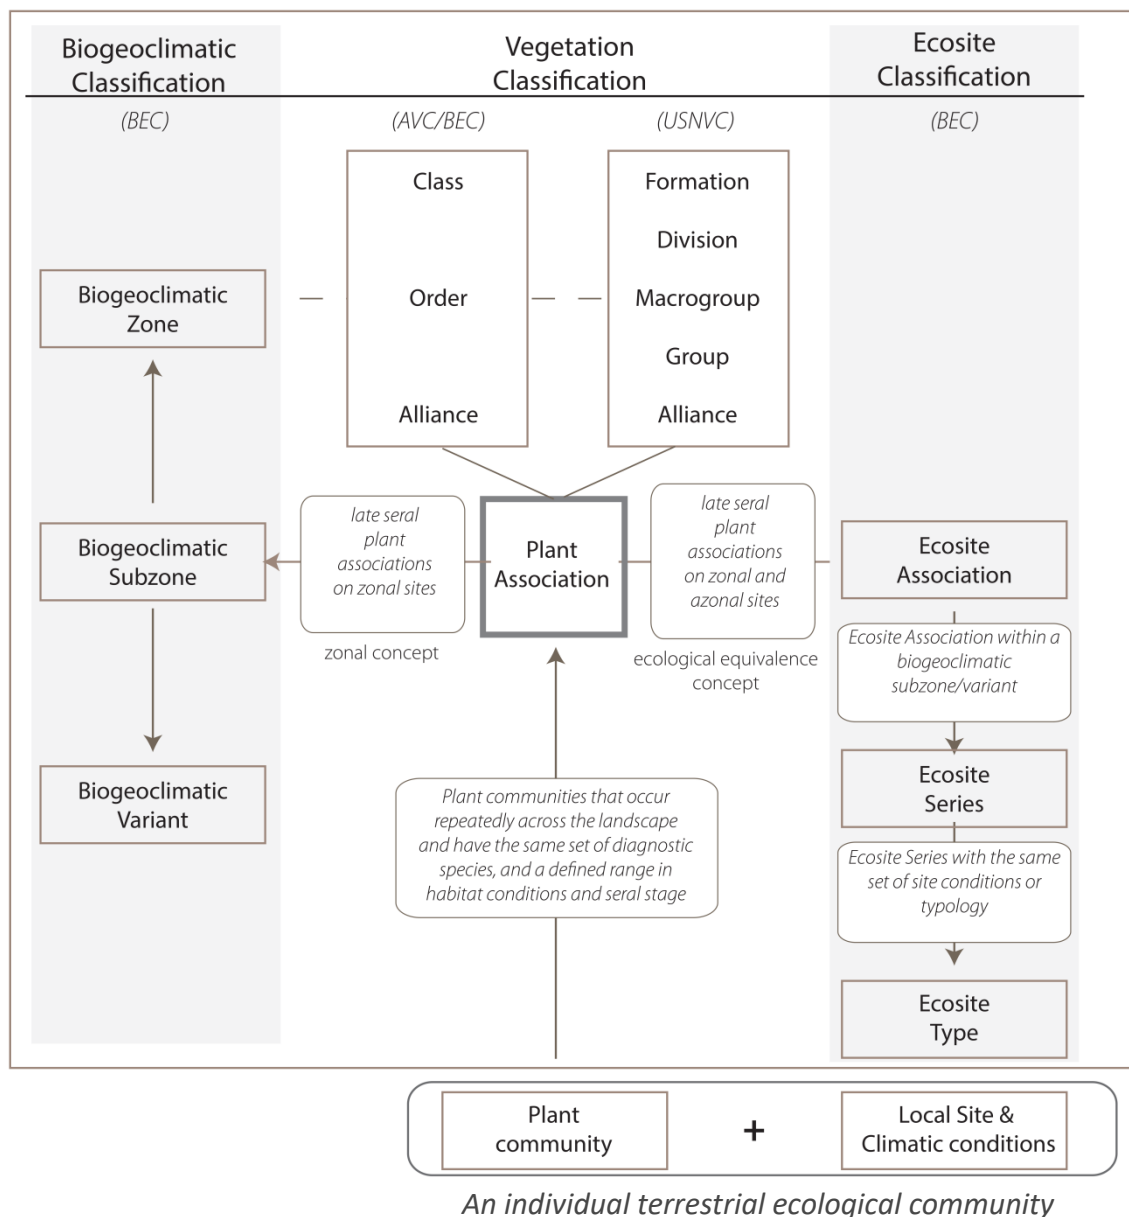 Biogeoclimatic
Classification
Vegetation
Classification
Ecosite
Classification
(BEC)
(AVC/BEC)
(USNVC)
(BEC)
Class
Order
Alliance
Formation
Division
Macrogroup
Group
Alliance
Biogeoclimatic
Zone
Biogeoclimatic
Subzone
Biogeoclimatic
Variant
late seral
plant
associations
on zonal sites
zonal concept
Plant
Association
late seral
plant
associations
on zonal and
azonal sites
ecological equivalence
concept
Ecosite
Association
Ecosite Association within a
biogeoclimatic
subzone/variant
Ecosite
Series
Ecosite Series with the same
set of site conditions or
typology
Ecosite
Type
Plant communities that occur
repeatedly across the landscape
and have the same set of diagnostic
species, and a defined range in
habitat conditions and seral stage
Plant
community
+
Local Site &
Climatic conditions
An individual terrestrial ecological community